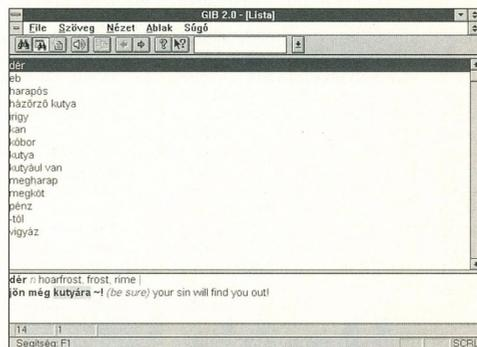 GIB 2.0 - [Lista]
File Szöveg Nézet Ablak Súgó
dér
eb
harapós
házõrzõ kutya
irigy
kan
kóbor
kutya
kutyául van
megharap
megköt
pénz
-tól
vigyáz
dér n hoarfrost, frost, rime |
jön még kutyára ~! (be sure) your sin will find you out!
14 1
Segítség: F1 SCRL